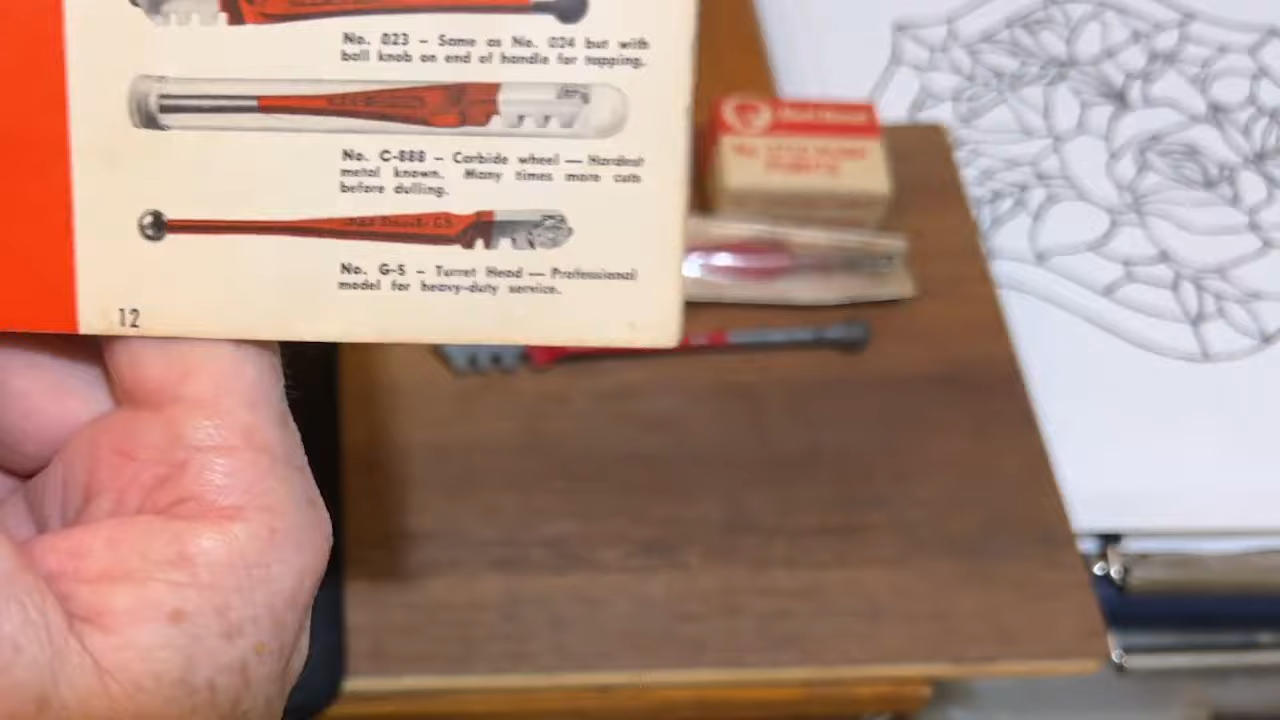 No. 023 – Same as No. 024 but with
ball knob on end of handle for tapping.
No. C-888 – Carbide wheel — Hardest
metal known. Many times more cuts
before dulling.
No. G-5 – Turret Head — Professional
model for heavy-duty service.
12